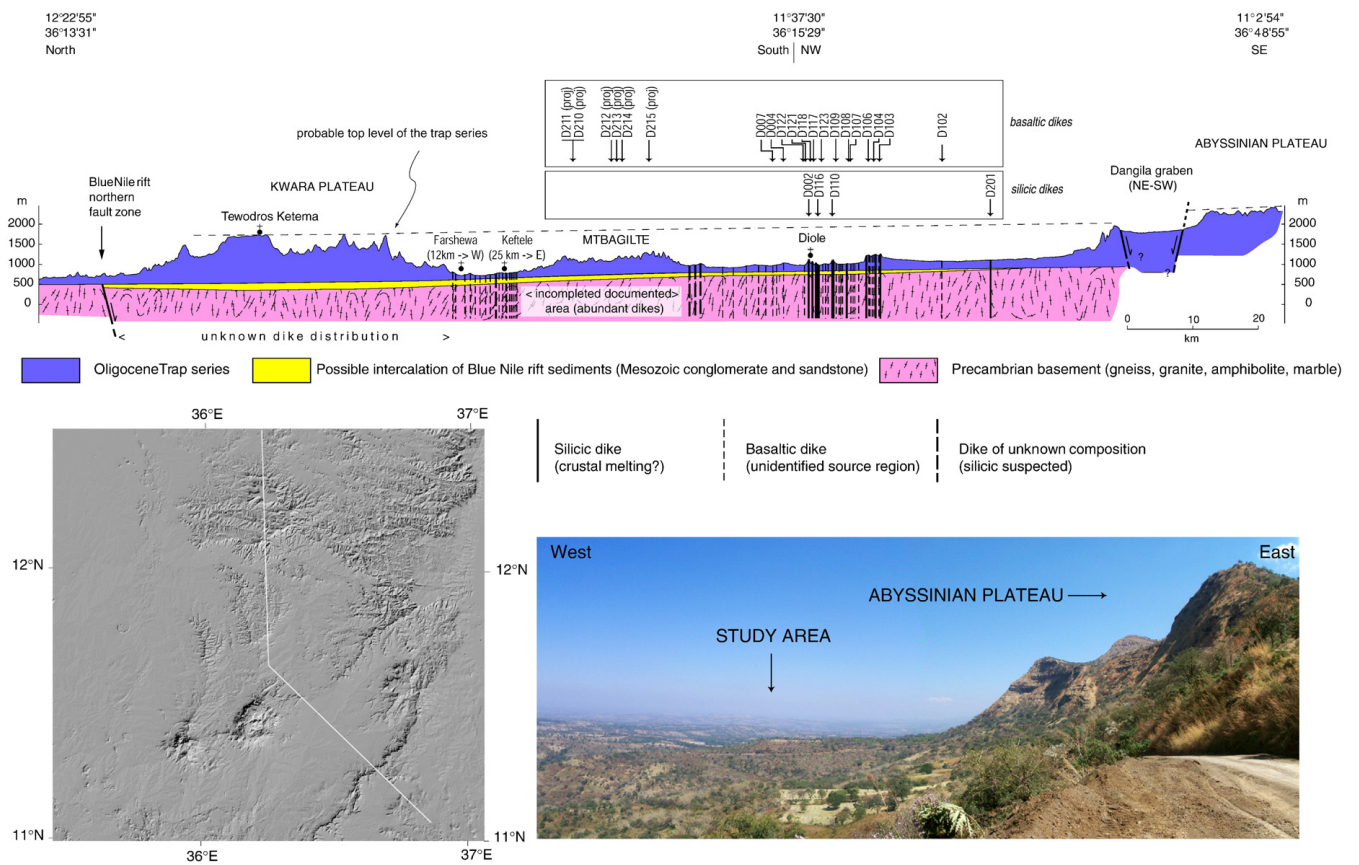 12°22'55"
36°13'31"
North
11°37'30"
36°15'29"
South NW
11°2'54"
36°48'55"
SE
D211 (proj)
D210 (proj)
D212 (proj)
D213 (proj)
D214 (proj)
D215 (proj)
D007
D004
D122
D121
D118
D117
D123
D109
D108
D107
D106
D104
D103
D102
basaltic dikes
D002
D116
D110
D201
silicic dikes
probable top level of the trap series
ABYSSINIAN PLATEAU
Dangila graben
(NE-SW)
BlueNile rift
northern
fault zone
KWARA PLATEAU
Tewodros Ketema
Farshewa
(12km -> W)
Keftele
(25 km -> E)
MTBAGILTE
Diole
m
2000
1500
1000
500
0
m
2000
1500
1000
500
0
?
?
< incompleted documented>
area (abundant dikes)
< unknown dike distribution >
0 10 20
km
OligoceneTrap series
Possible intercalation of Blue Nile rift sediments (Mesozoic conglomerate and sandstone)
Precambrian basement (gneiss, granite, amphibolite, marble)
36°E
37°E
12°N
12°N
11°N
11°N
36°E
37°E
Silicic dike
(crustal melting?)
Basaltic dike
(unidentified source region)
Dike of unknown composition
(silicic suspected)
West
East
ABYSSINIAN PLATEAU
STUDY AREA